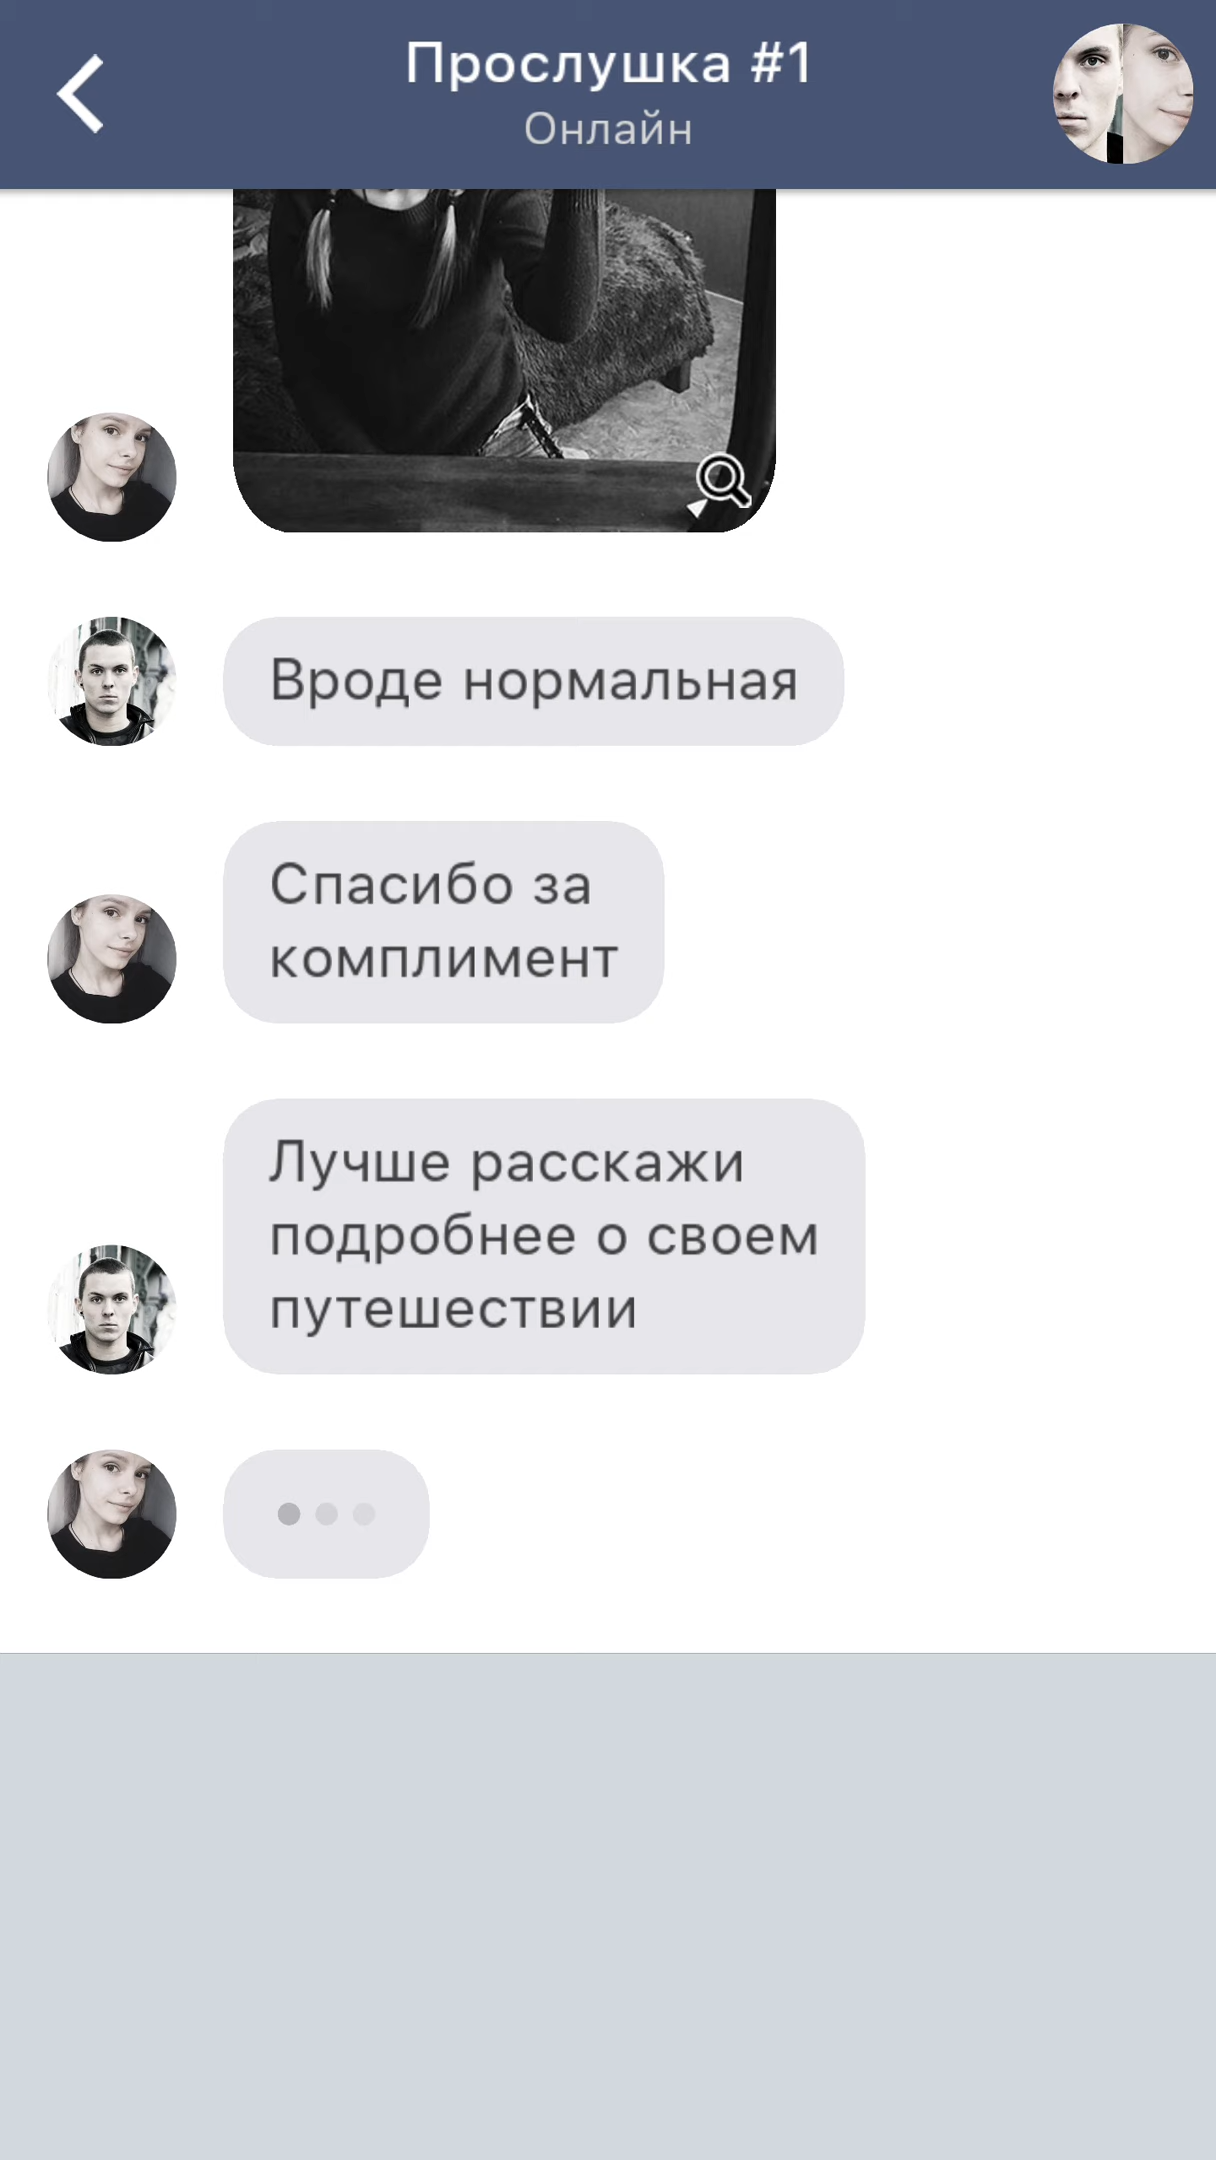 Прослушка #1
Онлайн
Вроде нормальная
Спасибо за
комплимент
Лучше расскажи
подробнее о своем
путешествии